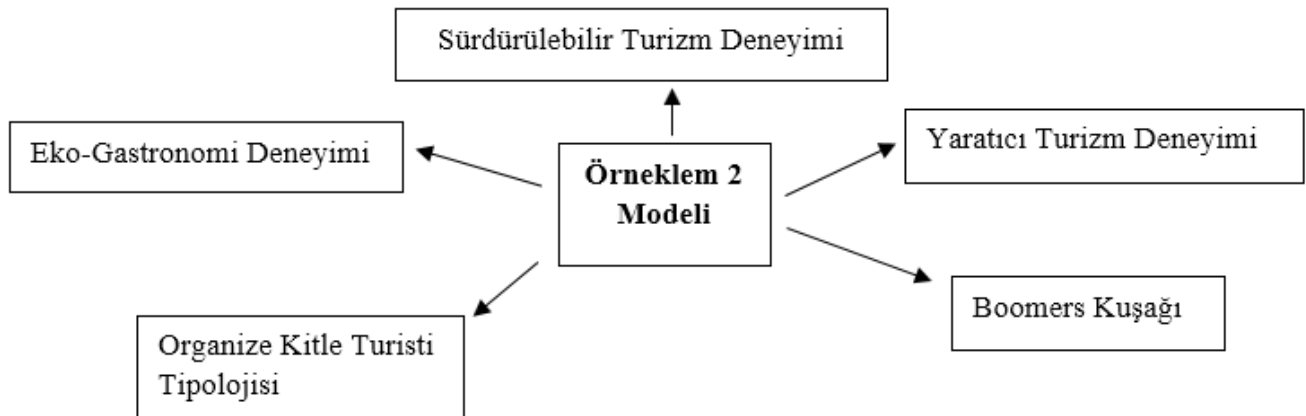 Sürdürülebilir Turizm Deneyimi
Eko-Gastronomi Deneyimi
Yaratıcı Turizm Deneyimi
Örneklem 2
Modeli
Boomers Kuşağı
Organize Kitle Turisti
Tipolojisi